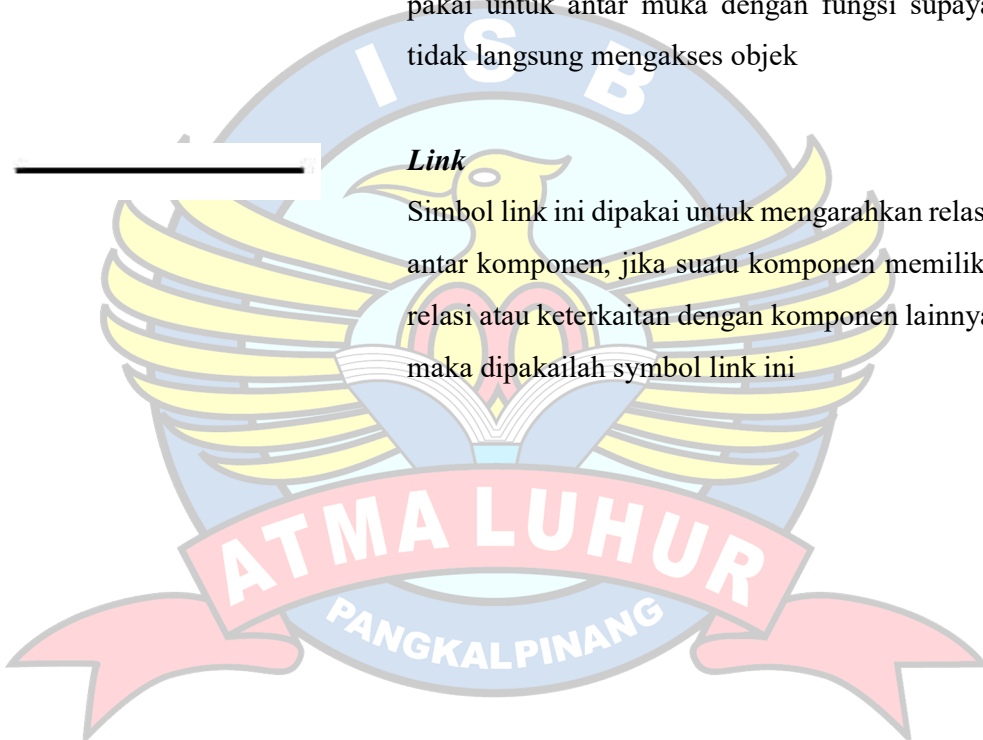 pakai untuk antar muka dengan fungsi supaya
tidak langsung mengakses objek
Link
Simbol link ini dipakai untuk mengarahkan relas
antar komponen, jika suatu komponen memilik
relasi atau keterkaitan dengan komponen lainnya
maka dipakailah symbol link ini
I S B
ATMA LUHUR
PANGKALPINANG